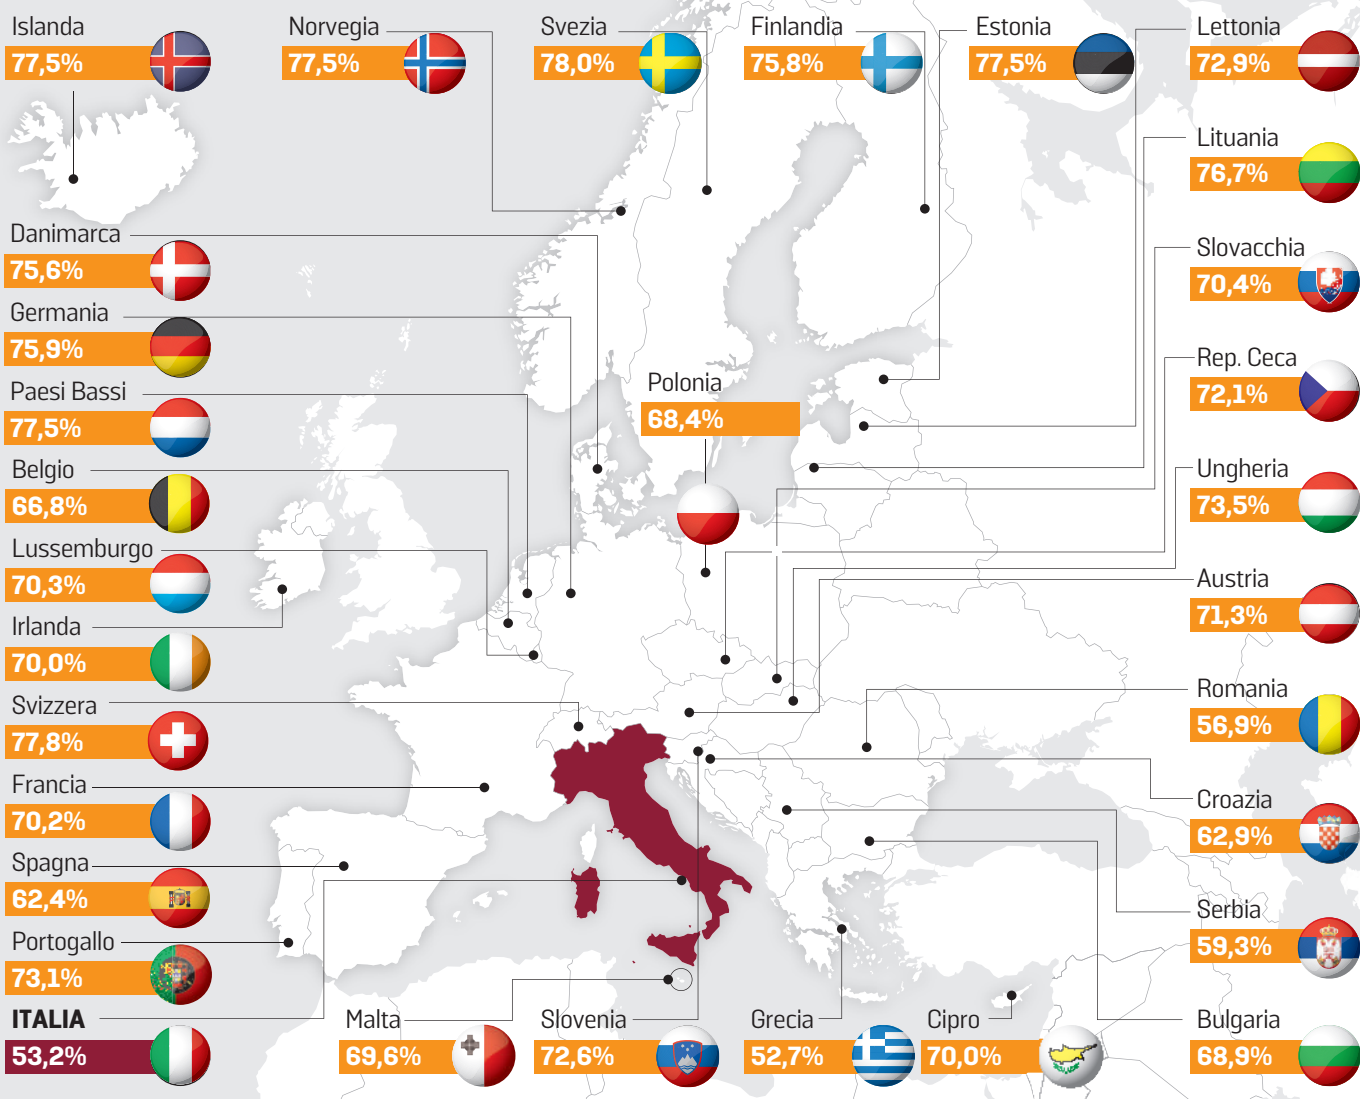 Islanda
77,5%
Norvegia
77,5%
Svezia
78,0%
Finlandia
75,8%
Estonia
77,5%
Lettonia
72,9%
Lituania
76,7%
Danimarca
75,6%
Slovacchia
70,4%
Germania
75,9%
Rep. Ceca
72,1%
Paesi Bassi
77,5%
Polonia
68,4%
Belgio
66,8%
Ungheria
73,5%
Lussemburgo
70,3%
Austria
71,3%
Irlanda
70,0%
Romania
56,9%
Svizzera
77,8%
Francia
70,2%
Croazia
62,9%
Spagna
62,4%
Serbia
59,3%
Portogallo
73,1%
ITALIA
53,2%
Malta
69,6%
Slovenia
72,6%
Grecia
52,7%
Cipro
70,0%
Bulgaria
68,9%